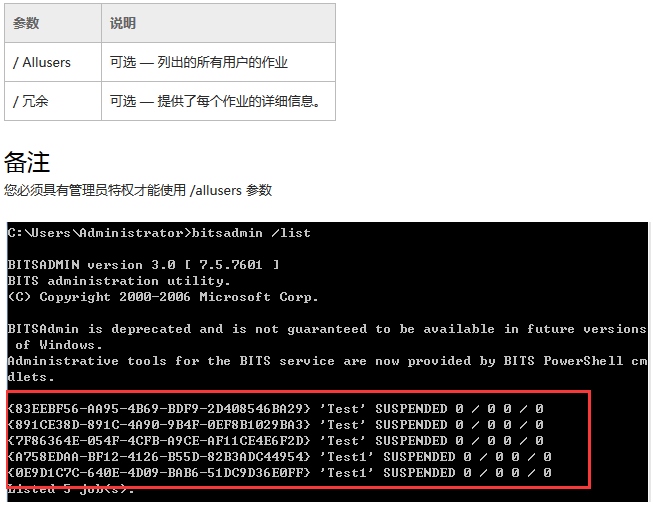 参数 说明
/ Allusers 可选 — 列出的所有用户的作业
/ 冗余 可选 — 提供了每个作业的详细信息。
备注
您必须具有管理员特权才能使用 /allusers 参数
C:\Users\Administrator>bitsadmin /list
BITSADMIN version 3.0 [ 7.5.7601 ]
BITS administration utility.
(C) Copyright 2000-2006 Microsoft Corp.
BITSAdmin is deprecated and is not guaranteed to be available in future versions
of Windows.
Administrative tools for the BITS service are now provided by BITS PowerShell cm
dlets.
{83EEBF56-AA95-4B69-BDF9-2D408546BA29} 'Test' SUSPENDED 0 / 0 0 / 0
{891CE38D-891C-4A90-9B4F-0EF8B1029BA3} 'Test' SUSPENDED 0 / 0 0 / 0
{7F86364E-054F-4CFB-A9CE-AF11CE4E6F2D} 'Test' SUSPENDED 0 / 0 0 / 0
{A758EDAA-BF12-4126-B55D-82B3ADC44954} 'Test1' SUSPENDED 0 / 0 0 / 0
{0E9D1C7C-640E-4D09-BAB6-51DC9D36E0FF} 'Test1' SUSPENDED 0 / 0 0 / 0
Listed 5 job(s).